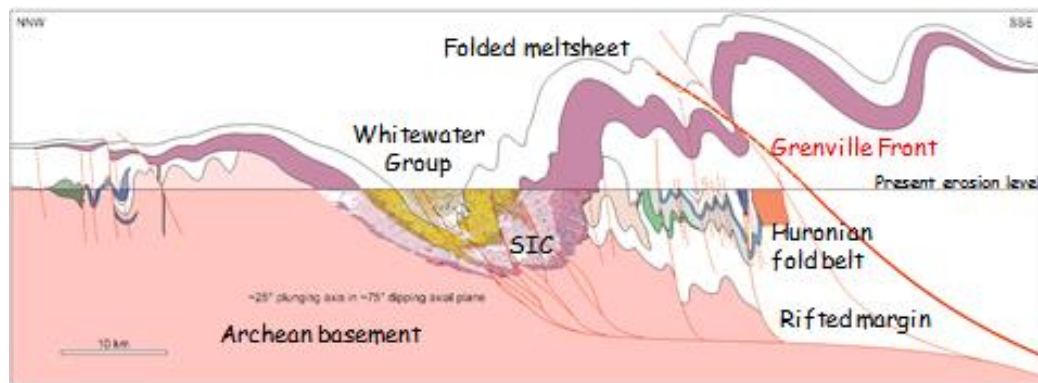 NNW
SSE
Folded meltsheet
Whitewater
Group
Grenville Front
Present erosion level
SIC
Huronian
fold belt
~25° plunging axis in ~75° dipping axial plane
Archean basement
Rifted margin
10 km